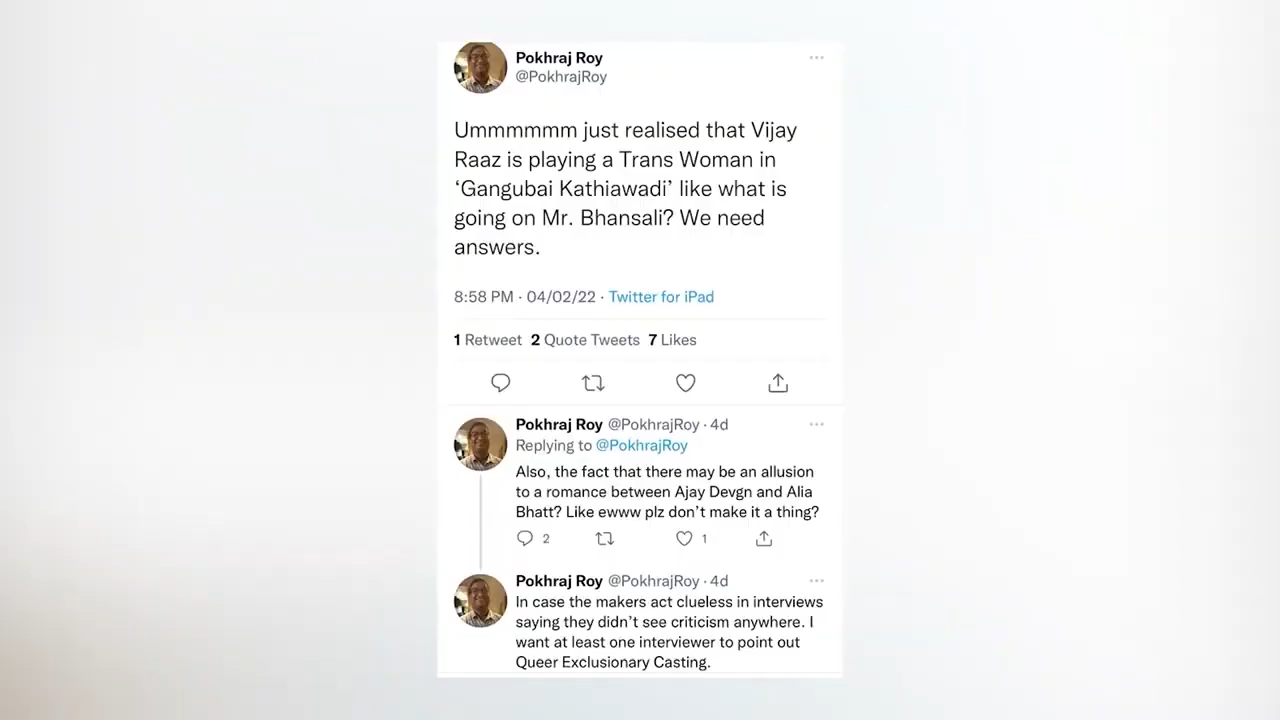 Pokhraj Roy
@PokhrajRoy
Ummmmmm just realised that Vijay
Raaz is playing a Trans Woman in
‘Gangubai Kathiawadi’ like what is
going on Mr. Bhansali? We need
answers.
8:58 PM · 04/02/22 · Twitter for iPad
1 Retweet 2 Quote Tweets 7 Likes
Pokhraj Roy @PokhrajRoy · 4d
Replying to @PokhrajRoy
Also, the fact that there may be an allusion
to a romance between Ajay Devgn and Alia
Bhatt? Like ewww plz don’t make it a thing?
2 1
Pokhraj Roy @PokhrajRoy · 4d
In case the makers act clueless in interviews
saying they didn’t see criticism anywhere. I
want at least one interviewer to point out
Queer Exclusionary Casting.